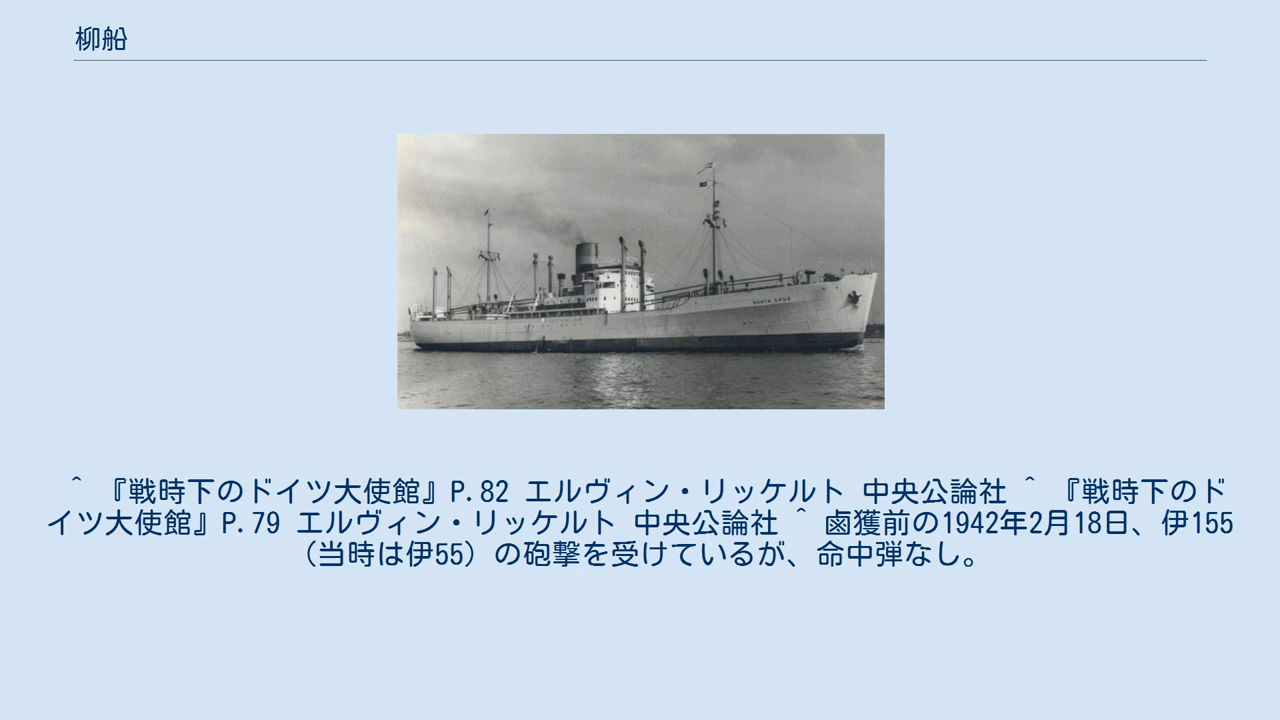 柳船
SANTA CRUZ
^ 『戦時下のドイツ大使館』P.82 エルヴィン・リッケルト 中央公論社 ^ 『戦時下のド
イツ大使館』P.79 エルヴィン・リッケルト 中央公論社 ^ 鹵獲前の1942年2月18日、伊155
（当時は伊55）の砲撃を受けているが、命中弾なし。